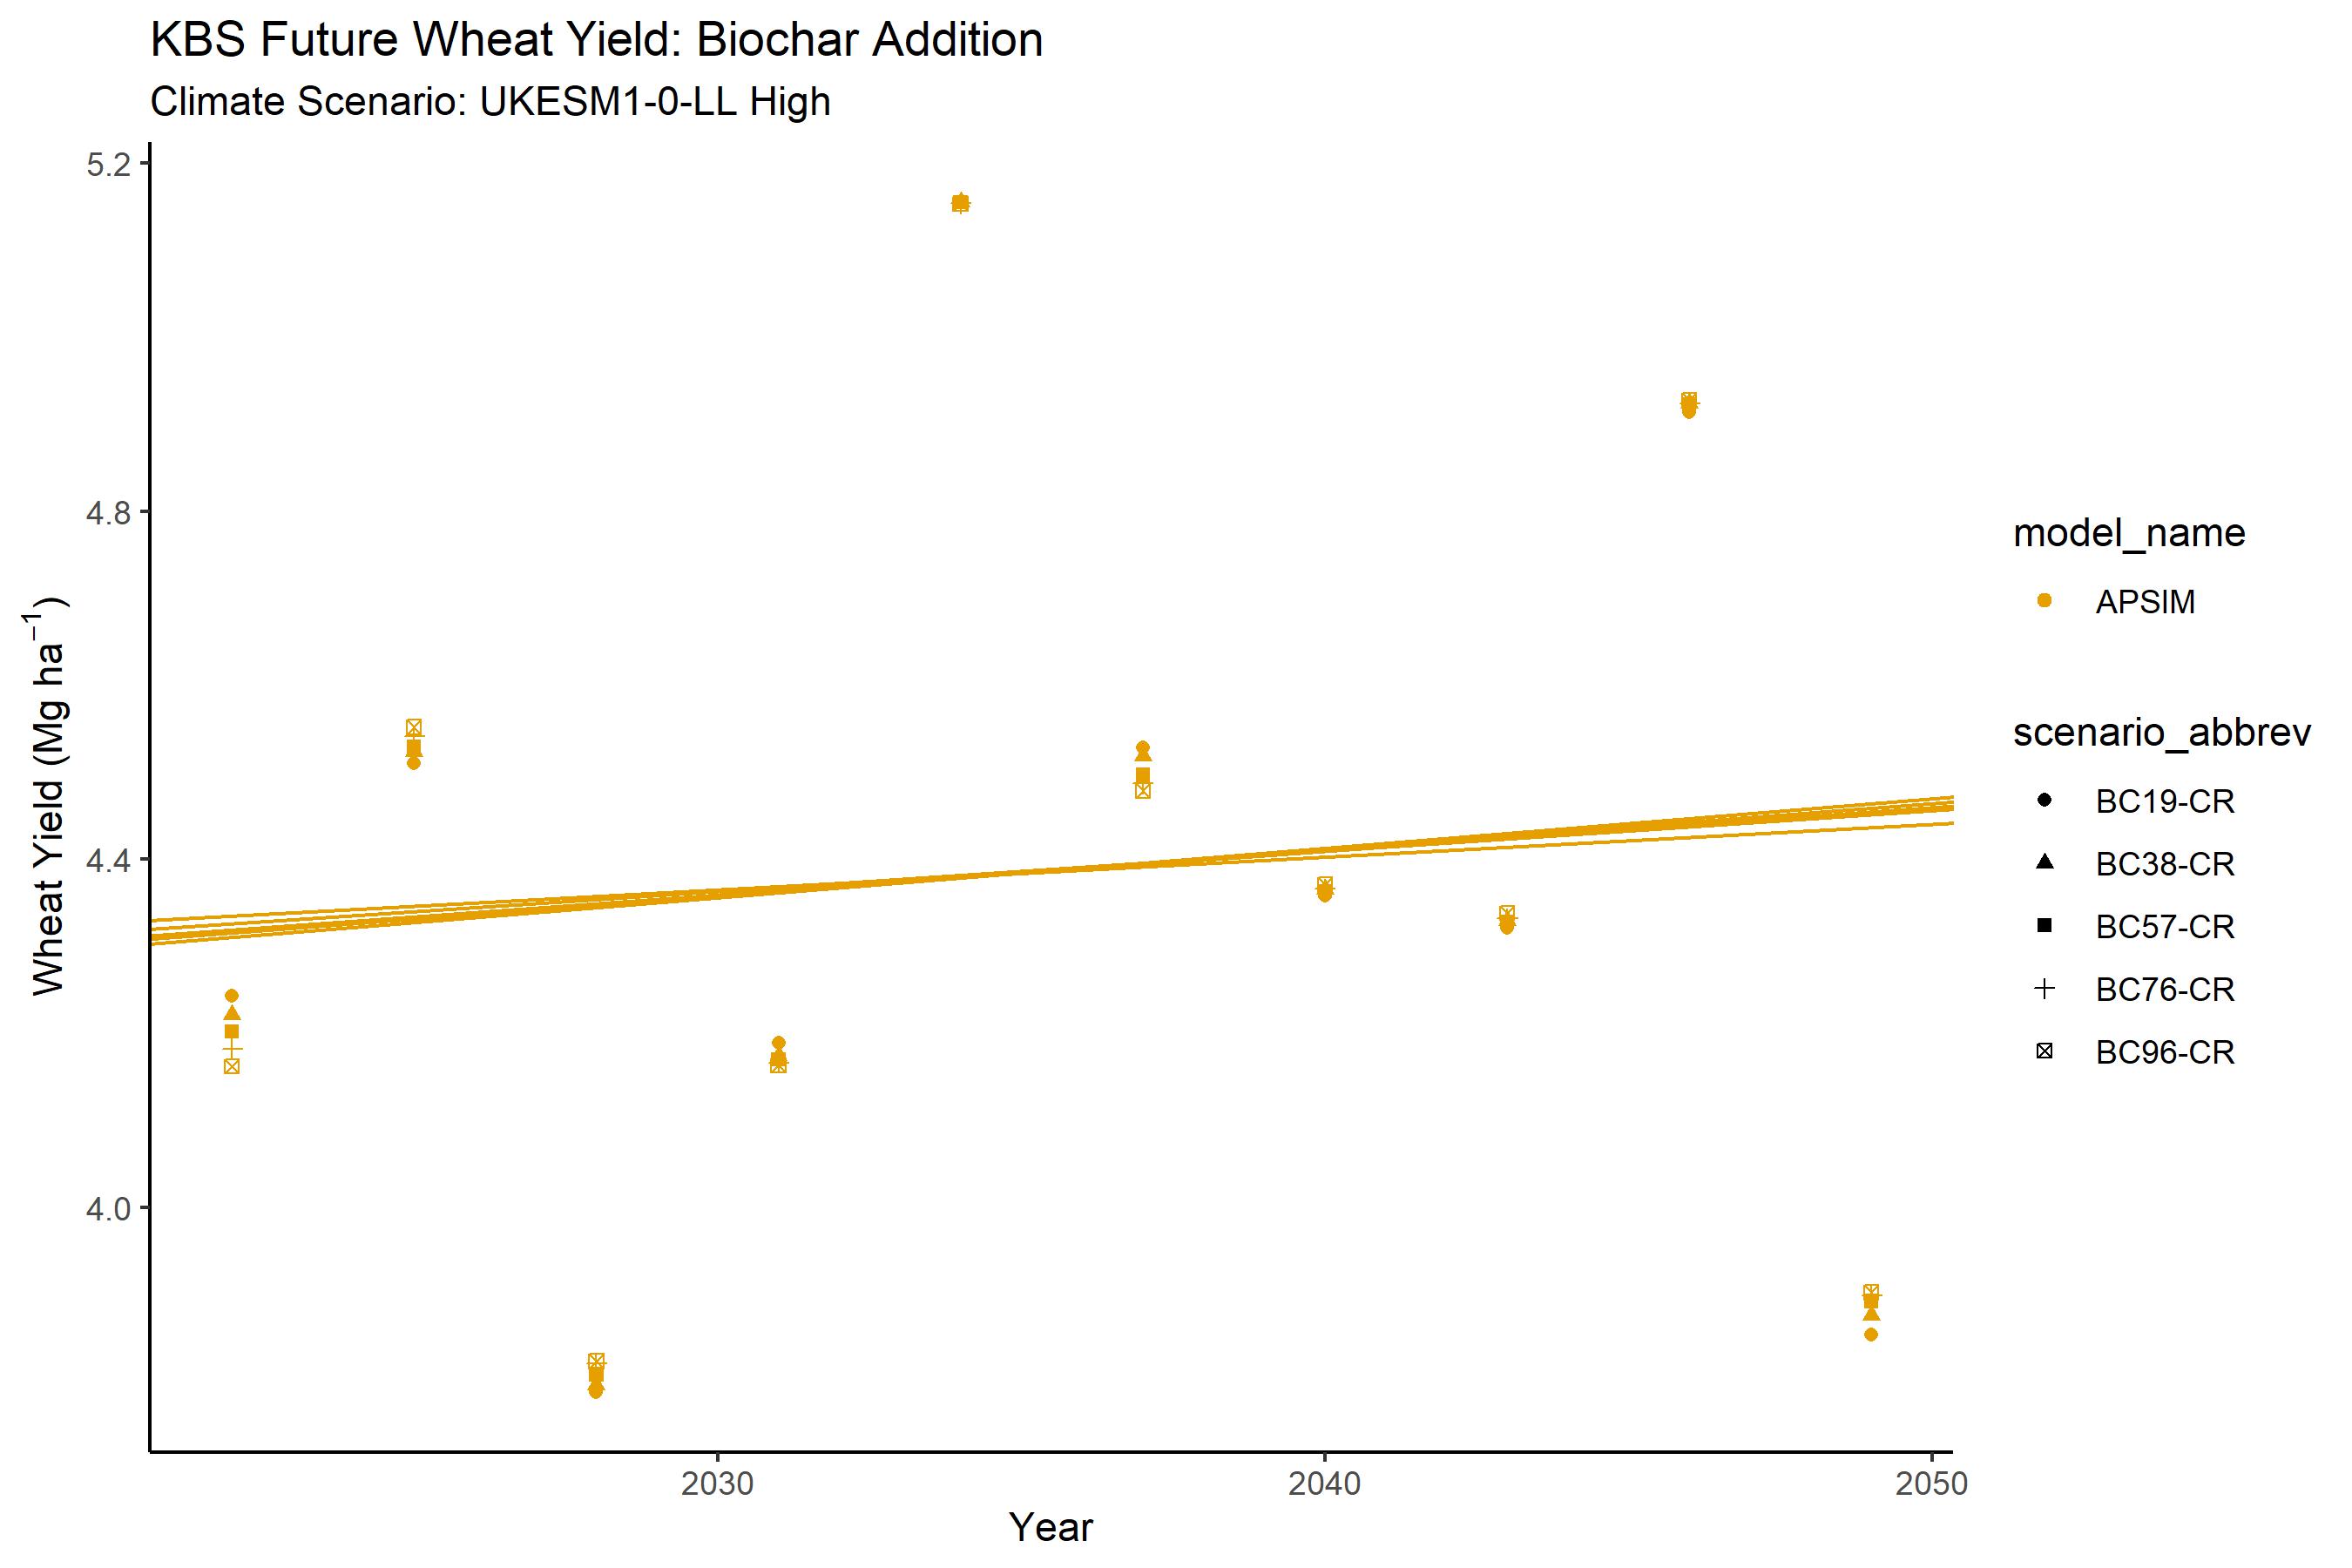 KBS Future Wheat Yield: Biochar Addition
Climate Scenario: UKESM1-0-LL High
5.2
4.8
4.4
4.0
Wheat Yield (Mg ha⁻¹)
2030
2040
2050
Year
model_name
APSIM
scenario_abbrev
BC19-CR
BC38-CR
BC57-CR
BC76-CR
BC96-CR